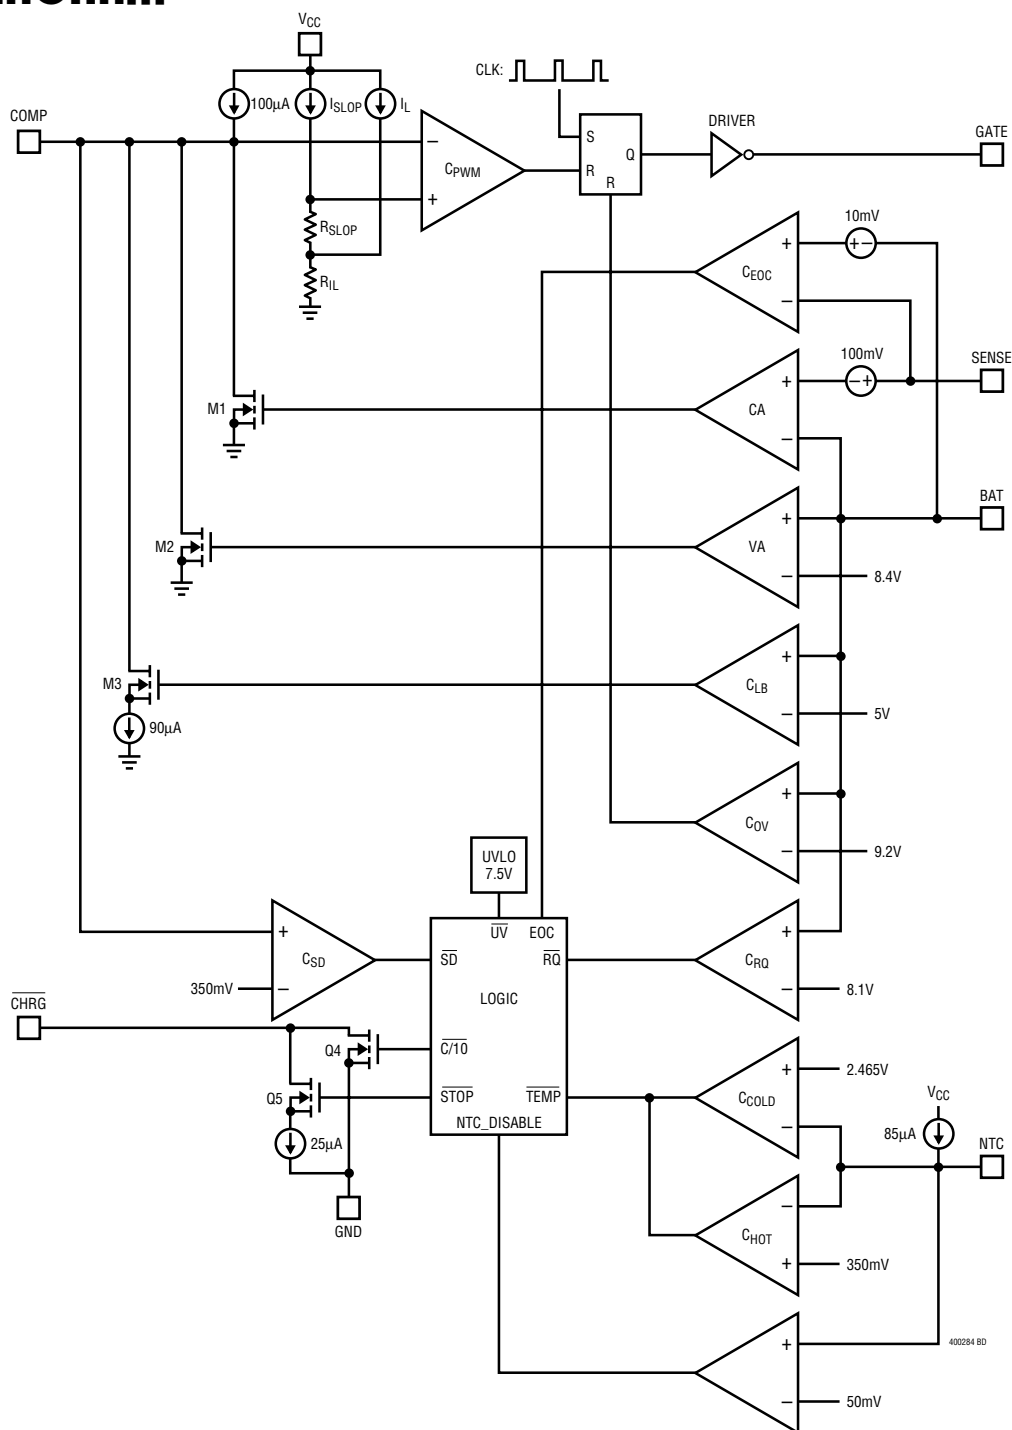 VCC
CLK:
COMP
100µA
ISLOP
IL
DRIVER
GATE
−
CPWM
+
S
R
Q
R
RSLOP
RIL
10mV
+ −
+
CEOC
−
100mV
− +
SENSE
+
CA
−
M1
BAT
+
VA
−
8.4V
M2
+
CLB
−
5V
M3
90µA
+
COV
−
9.2V
UVLO
7.5V
UV EOC
+
CSD
−
350mV
SD
RQ
LOGIC
+
CRQ
−
8.1V
CHRG
Q4
C/10
Q5
STOP
TEMP
NTC_DISABLE
25µA
GND
+
2.465V
CCOLD
−
VCC
85µA
NTC
−
CHOT
+
350mV
+
400284 BD
−
50mV